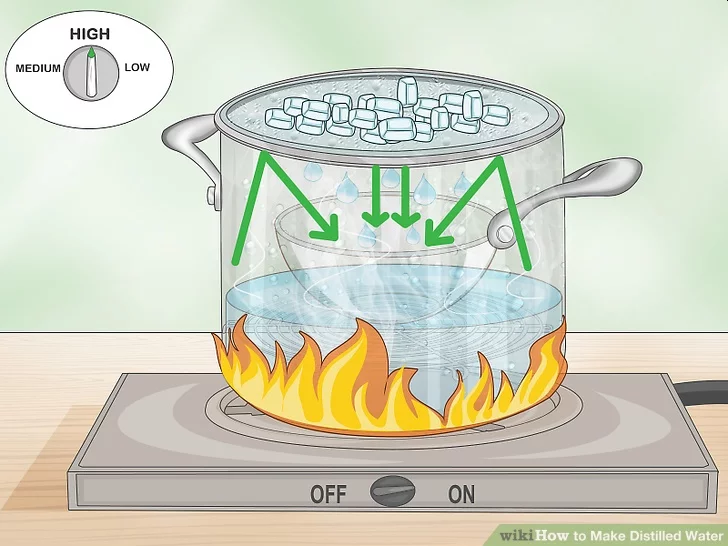 HIGH
MEDIUM LOW
OFF ON
wikiHow to Make Distilled Water